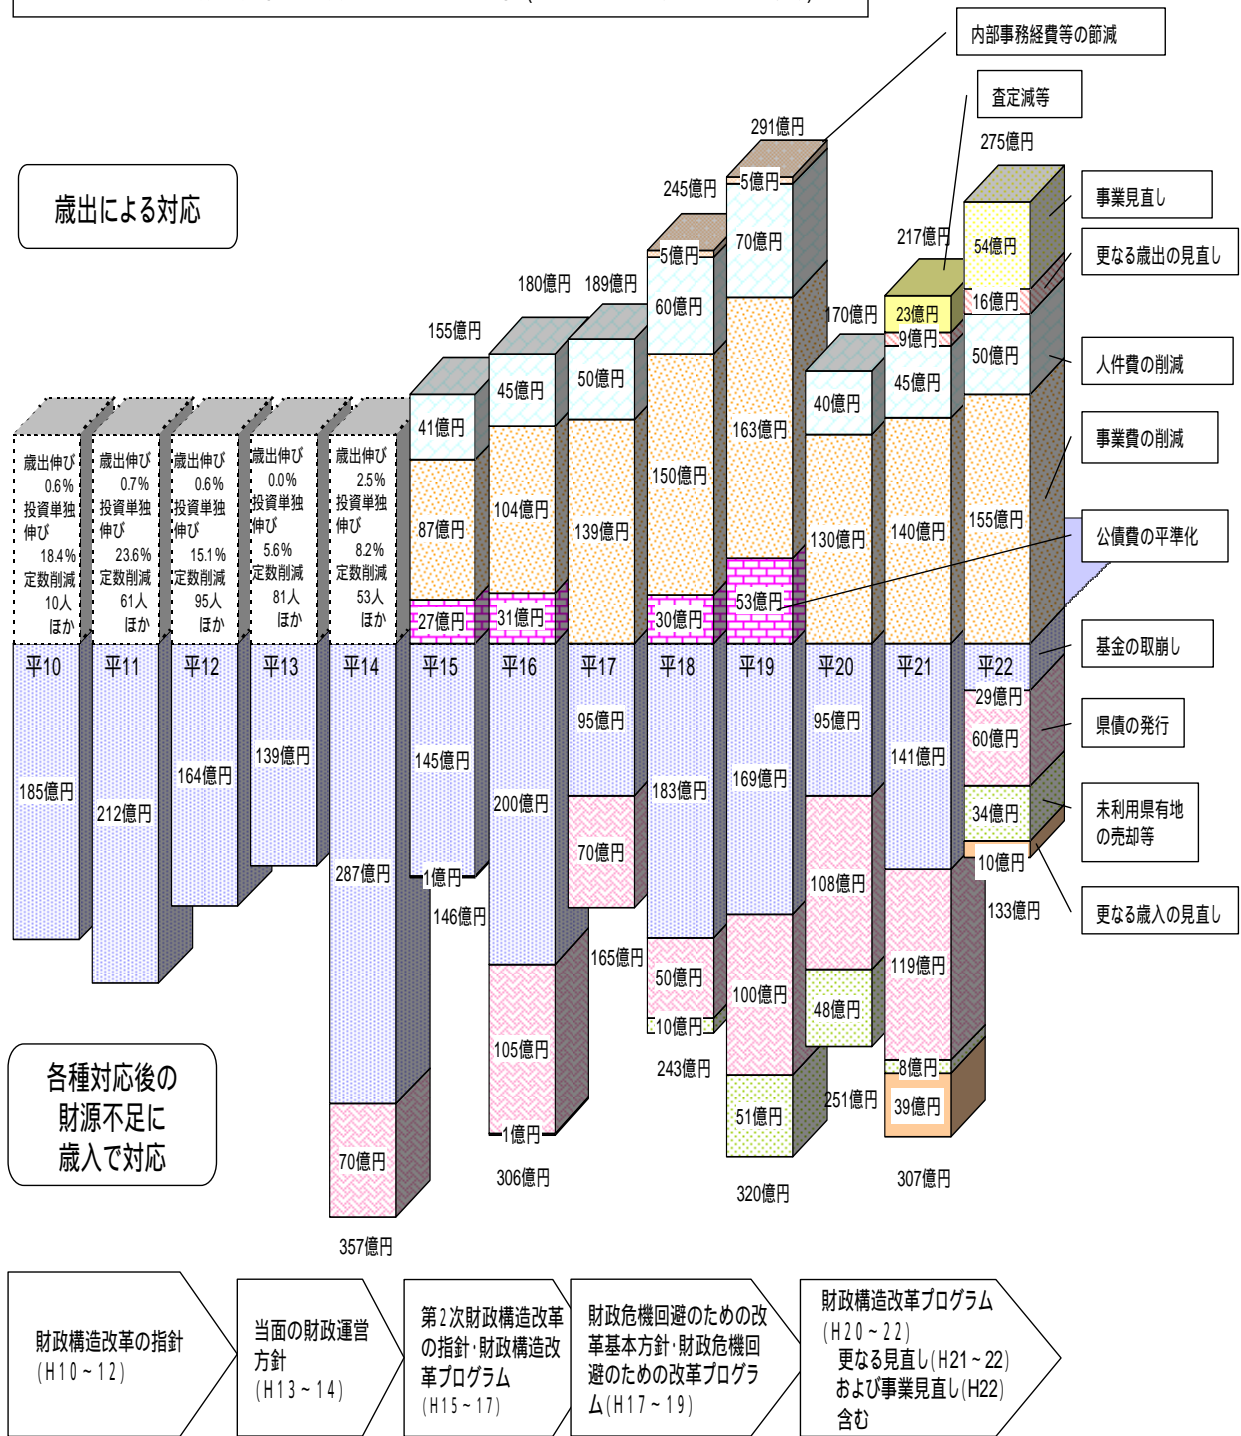 内部事務経費等の節減
査定減等
291億円
275億円
歳出による対応
245億円
5億円
事業見直し
217億円
5億円
70億円
54億円
更なる歳出の見直し
180億円
189億円
60億円
16億円
170億円
23億円
155億円
9億円
人件費の削減
50億円
45億円
50億円
45億円
40億円
41億円
163億円
事業費の削減
歳出伸び
0.6%
投資単独
伸び
18.4%
定数削減
10人
ほか
歳出伸び
0.7%
投資単独
伸び
23.6%
定数削減
61人
ほか
歳出伸び
0.6%
投資単独
伸び
15.1%
定数削減
95人
ほか
歳出伸び
0.0%
投資単独
伸び
5.6%
定数削減
81人
ほか
歳出伸び
2.5%
投資単独
伸び
8.2%
定数削減
53人
ほか
87億円
104億円
139億円
150億円
130億円
140億円
155億円
公債費の平準化
27億円
31億円
30億円
53億円
平10
平11
平12
平13
平14
平15
平16
平17
平18
平19
平20
平21
平22
基金の取崩し
29億円
県債の発行
60億円
185億円
212億円
164億円
139億円
287億円
145億円
200億円
95億円
183億円
169億円
95億円
141億円
34億円
未利用県有地
の売却等
1億円
146億円
70億円
108億円
10億円
133億円
更なる歳入の見直し
165億円
50億円
100億円
119億円
10億円
48億円
105億円
243億円
8億円
各種対応後の
財源不足に
歳入で対応
51億円
251億円
39億円
1億円
70億円
306億円
320億円
307億円
357億円
財政構造改革の指針
(H10~12)
当面の財政運営
方針
(H13~14)
第2次財政構造改革
の指針・財政構造改
革プログラム
(H15~17)
財政危機回避のための改
革基本方針・財政危機回
避のための改革プログラ
ム(H17~19)
財政構造改革プログラム
(H20~22)
更なる見直し(H21~22)
および事業見直し(H22)
含む